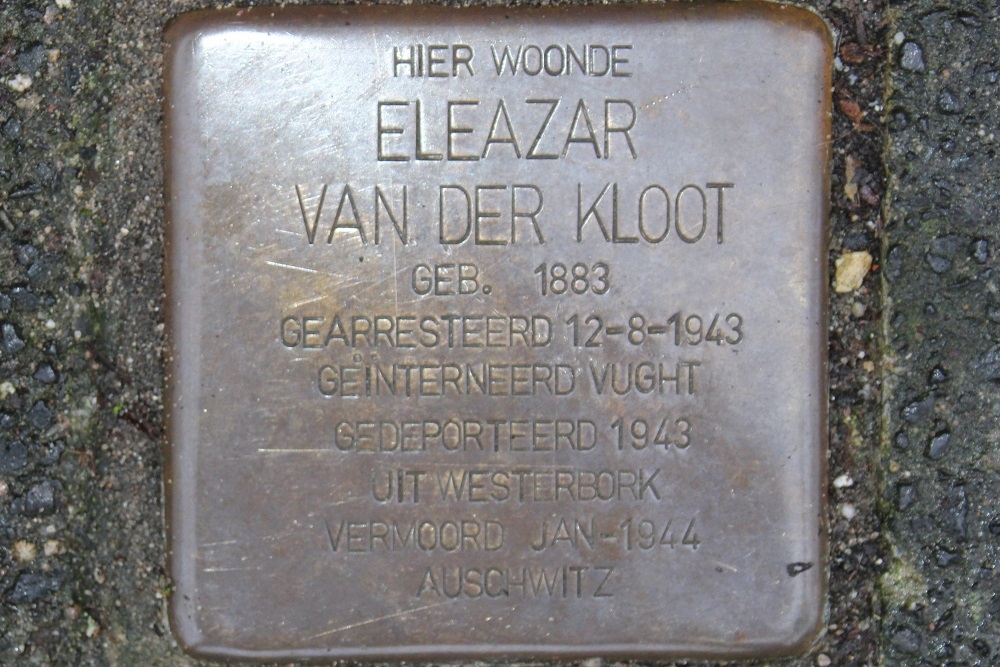 HIER WOONDE
ELEAZAR
VAN DER KLOOT
GEB. 1883
GEARRESTEERD 12-8-1943
GEÏNTERNEERD VUGHT
GEDEPORTEERD 1943
UIT WESTERBORK
VERMOORD JAN-1944
AUSCHWITZ